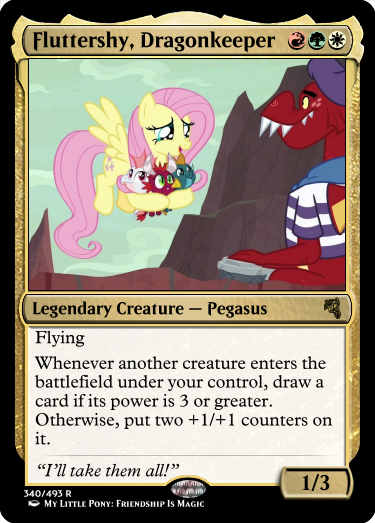 Fluttershy, Dragonkeeper
Legendary Creature — Pegasus
Flying
Whenever another creature enters the
battlefield under your control, draw a
card if its power is 3 or greater.
Otherwise, put two +1/+1 counters on
it.
“I’ll take them all!”
1/3
340/493 R
My Little Pony: Friendship Is Magic